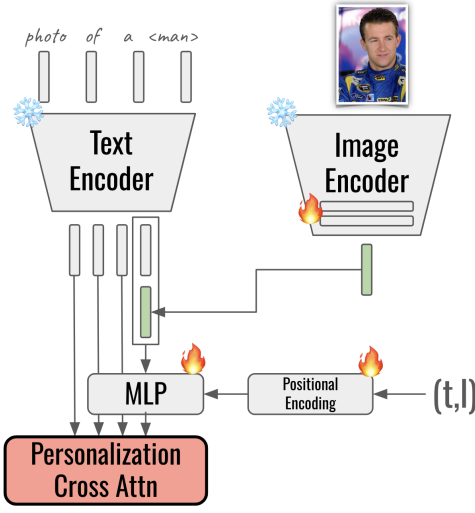 photo of a <man>
Text
Encoder
Image
Encoder
MLP
Positional
Encoding
(t,l)
Personalization
Cross Attn